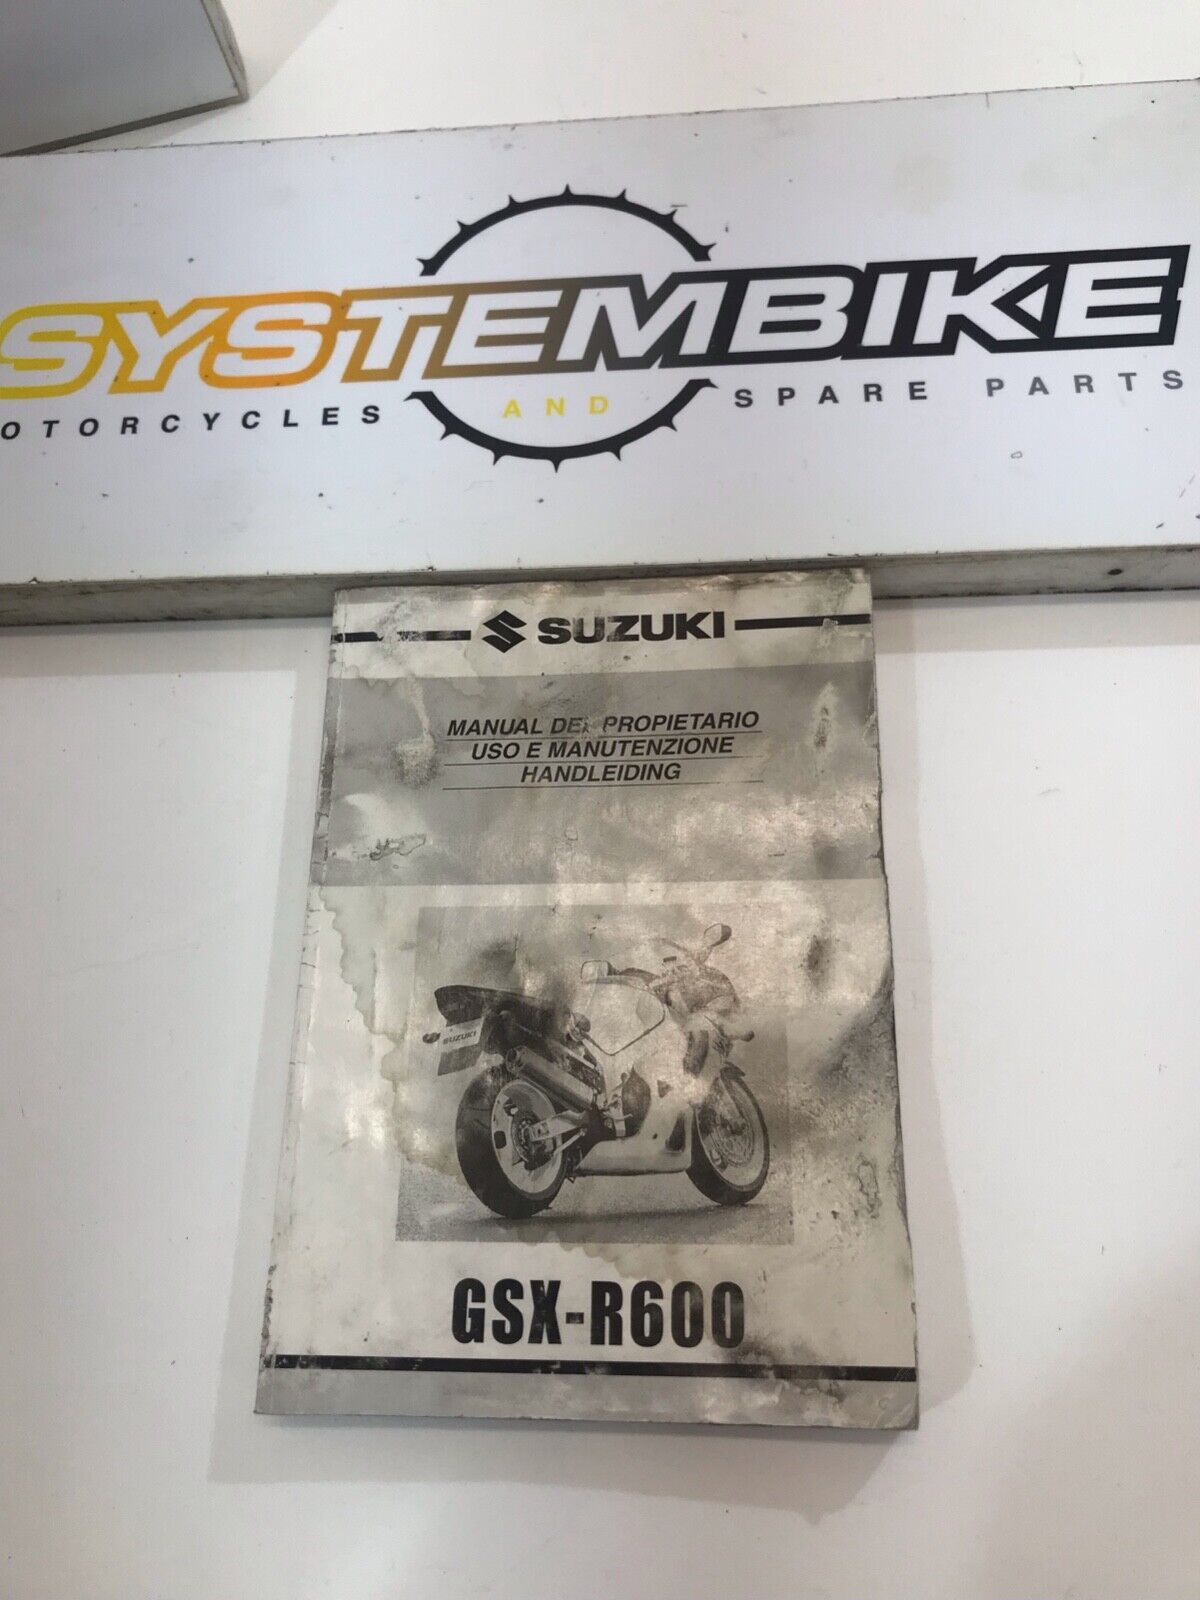 SYSTEMBIKE
OTORCYCLES AND SPARE PARTS
SUZUKI
MANUAL DEL PROPIETARIO
USO E MANUTENZIONE
HANDLEIDING
SUZUKI
GSX-R600